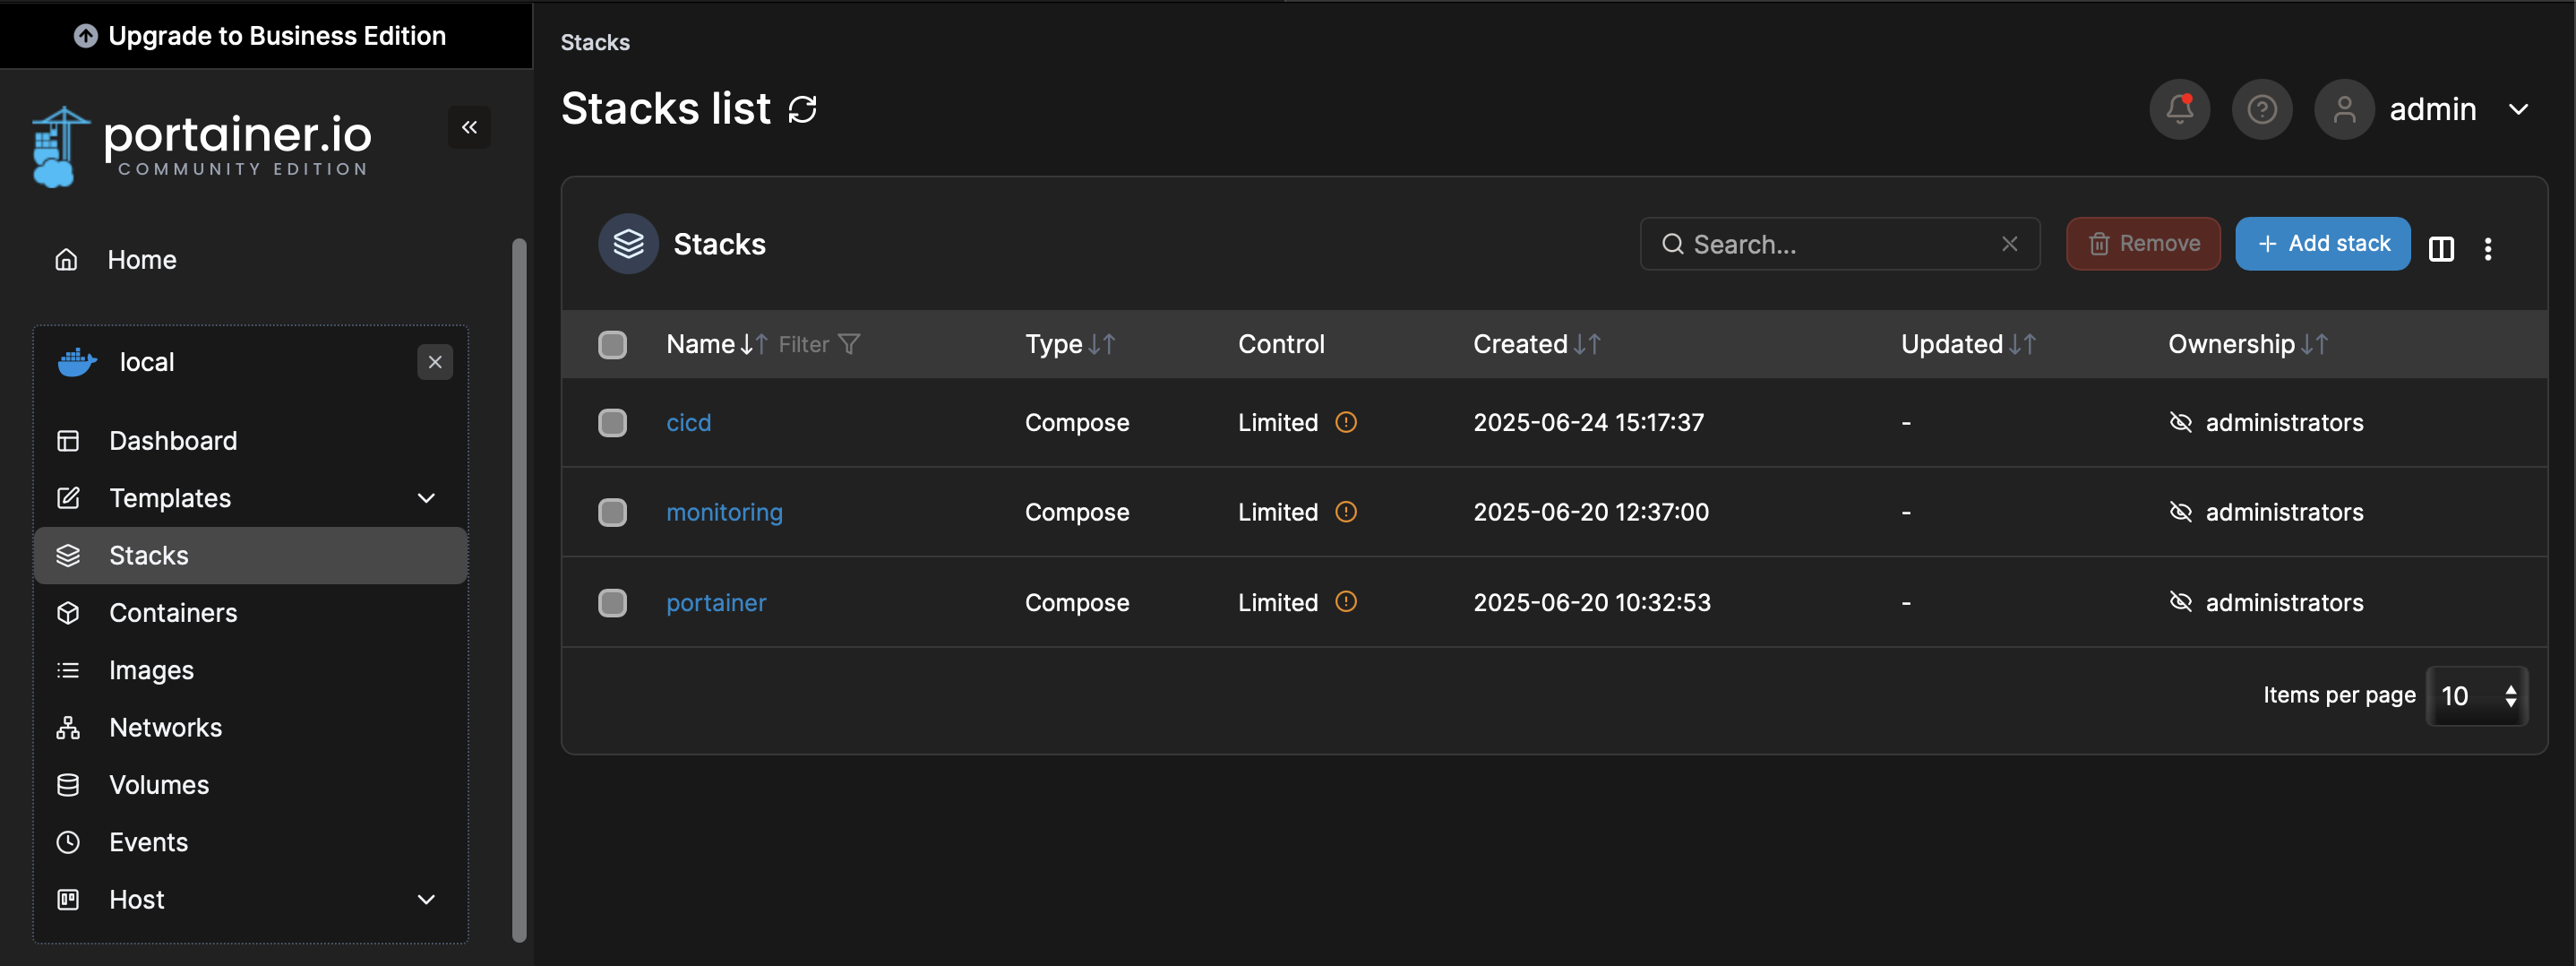 Upgrade to Business Edition
portainer.io
COMMUNITY EDITION
Home
local
Dashboard
Templates
Stacks
Containers
Images
Networks
Volumes
Events
Host
Stacks
Stacks list
admin
Stacks
Search...
Remove
Add stack
Name Filter Type Control Created Updated Ownership
cicd Compose Limited 2025-06-24 15:17:37 - administrators
monitoring Compose Limited 2025-06-20 12:37:00 - administrators
portainer Compose Limited 2025-06-20 10:32:53 - administrators
Items per page 10